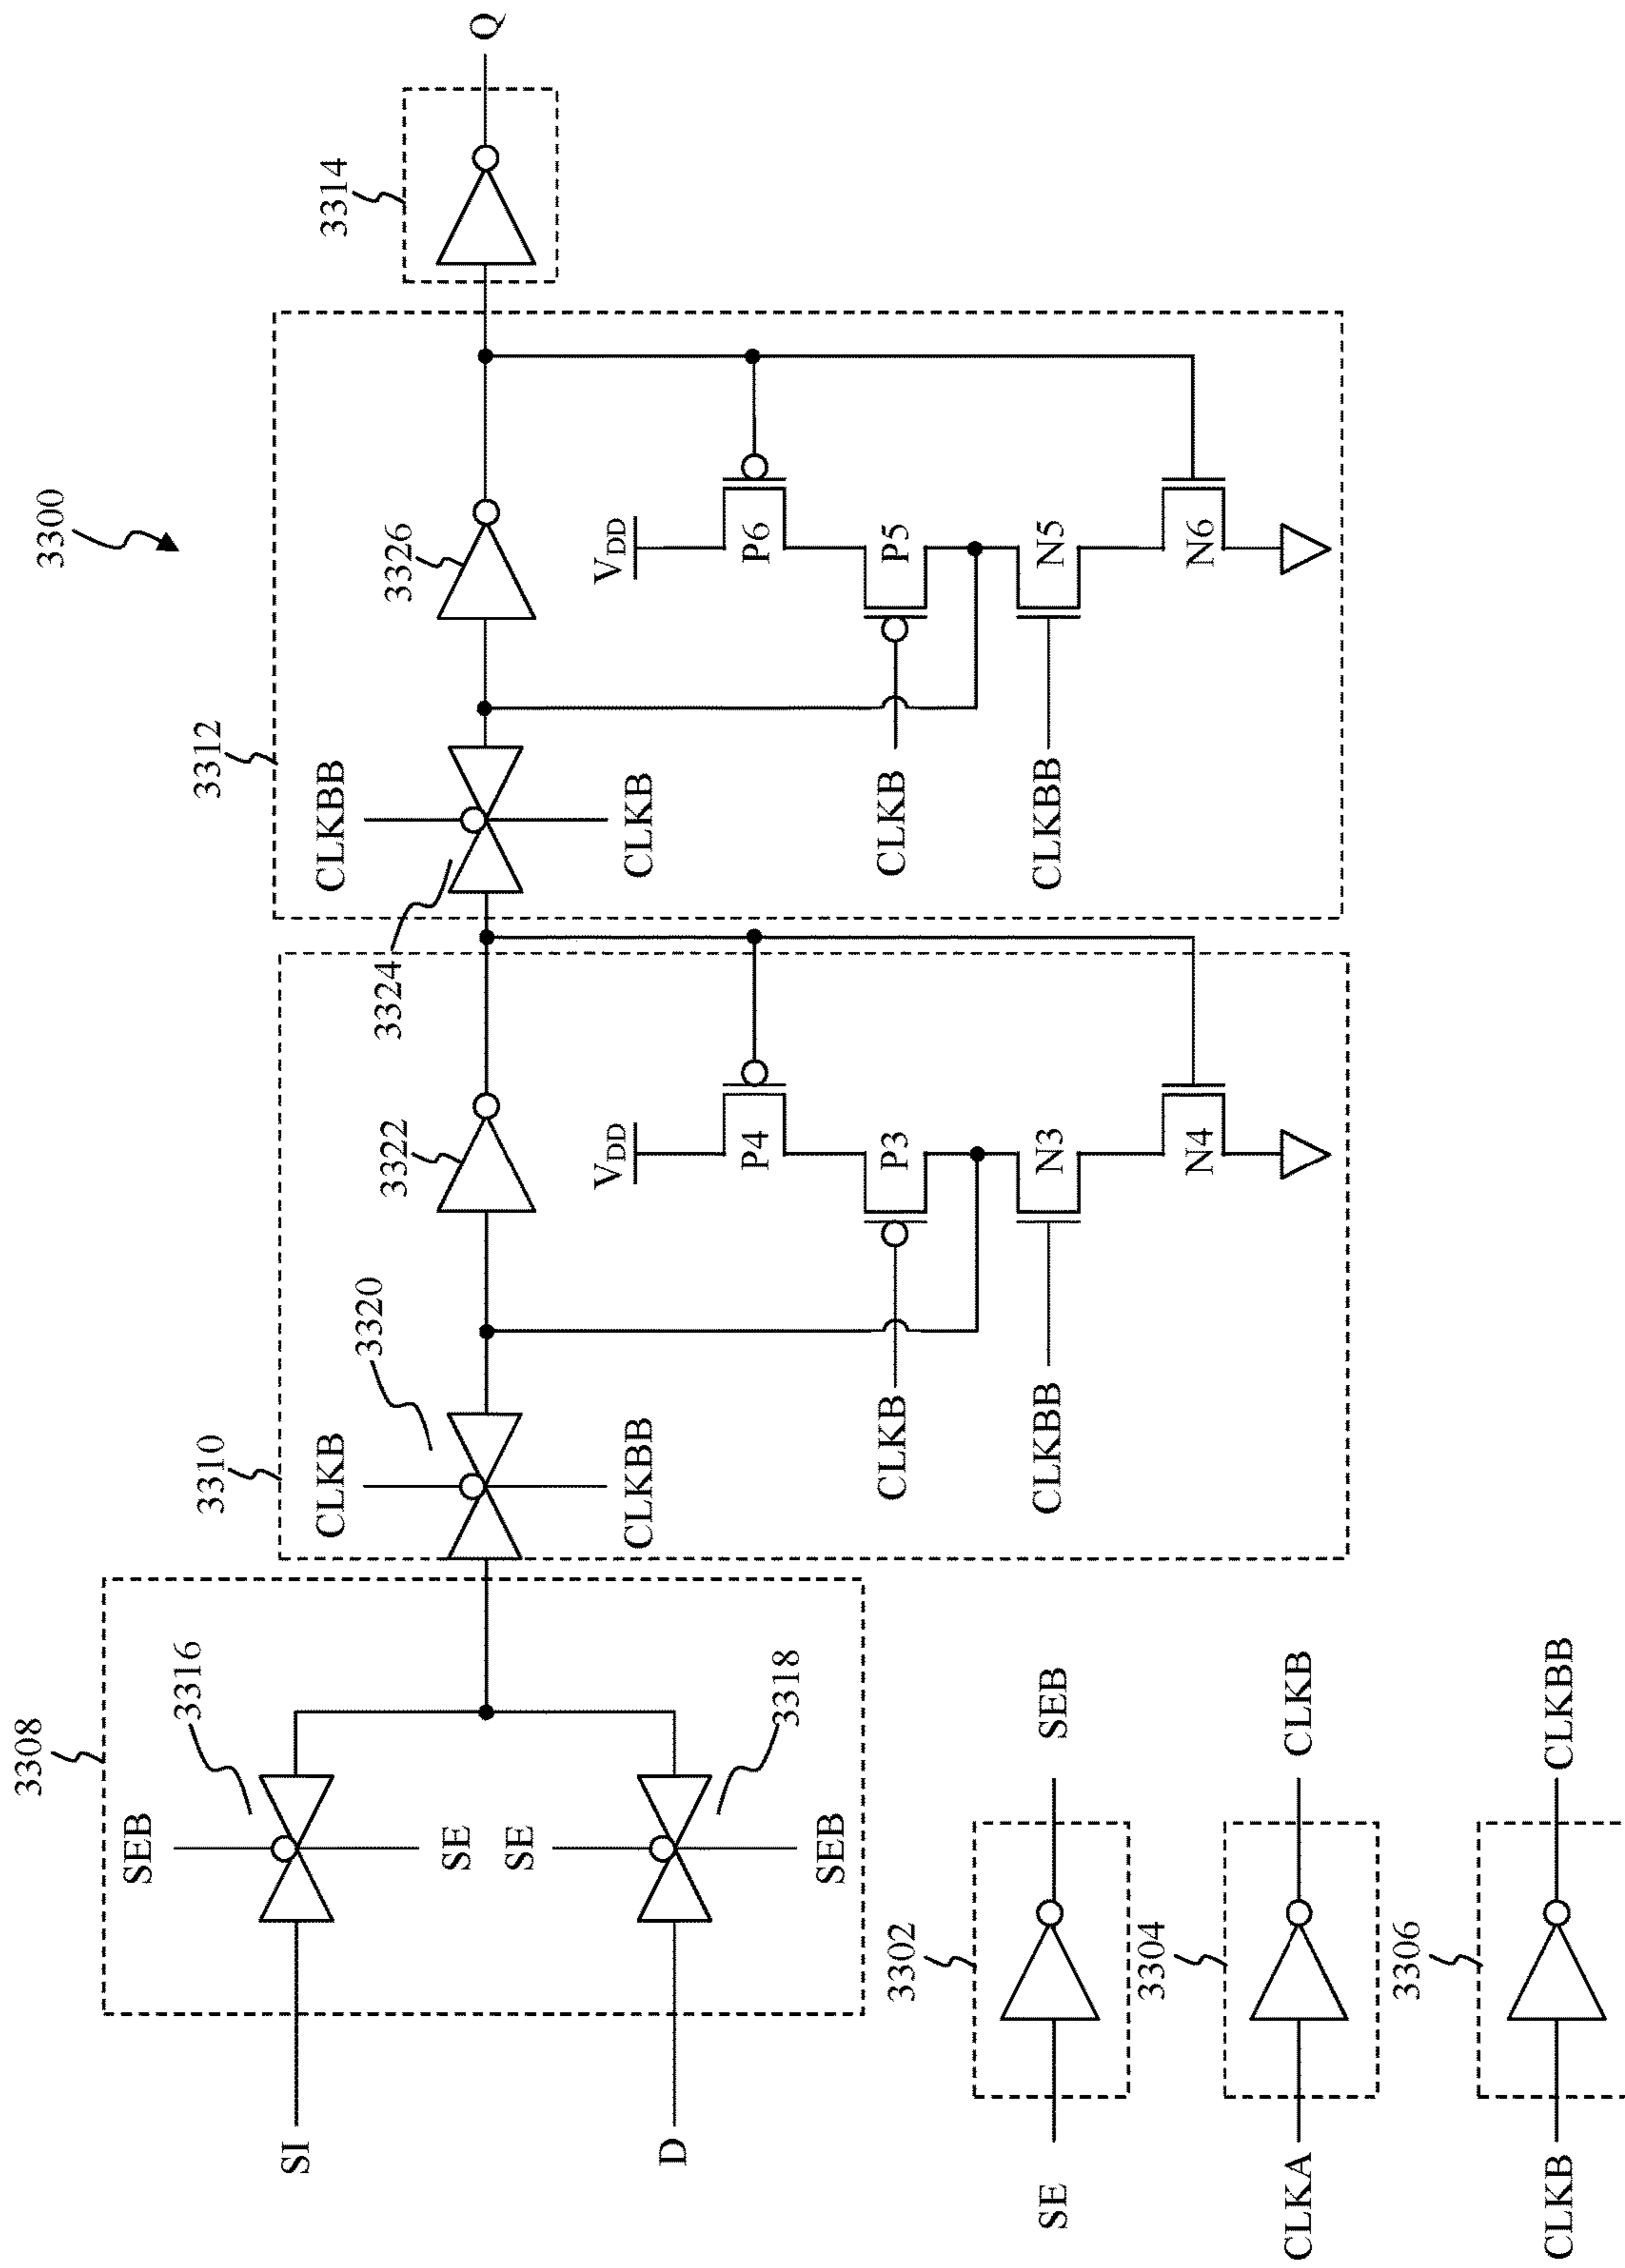 3300
3308
3316
SEB
SE
SI
3318
SE
SEB
D
3310
3320
CLKB
CLKBB
3322
VDD
P4
P3
N3
N4
CLKB
CLKBB
3312
3324
CLKBB
CLKB
3326
VDD
P6
P5
N5
N6
CLKB
CLKBB
3314
Q
3302
SE
SEB
3304
CLKA
CLKB
3306
CLKB
CLKBB